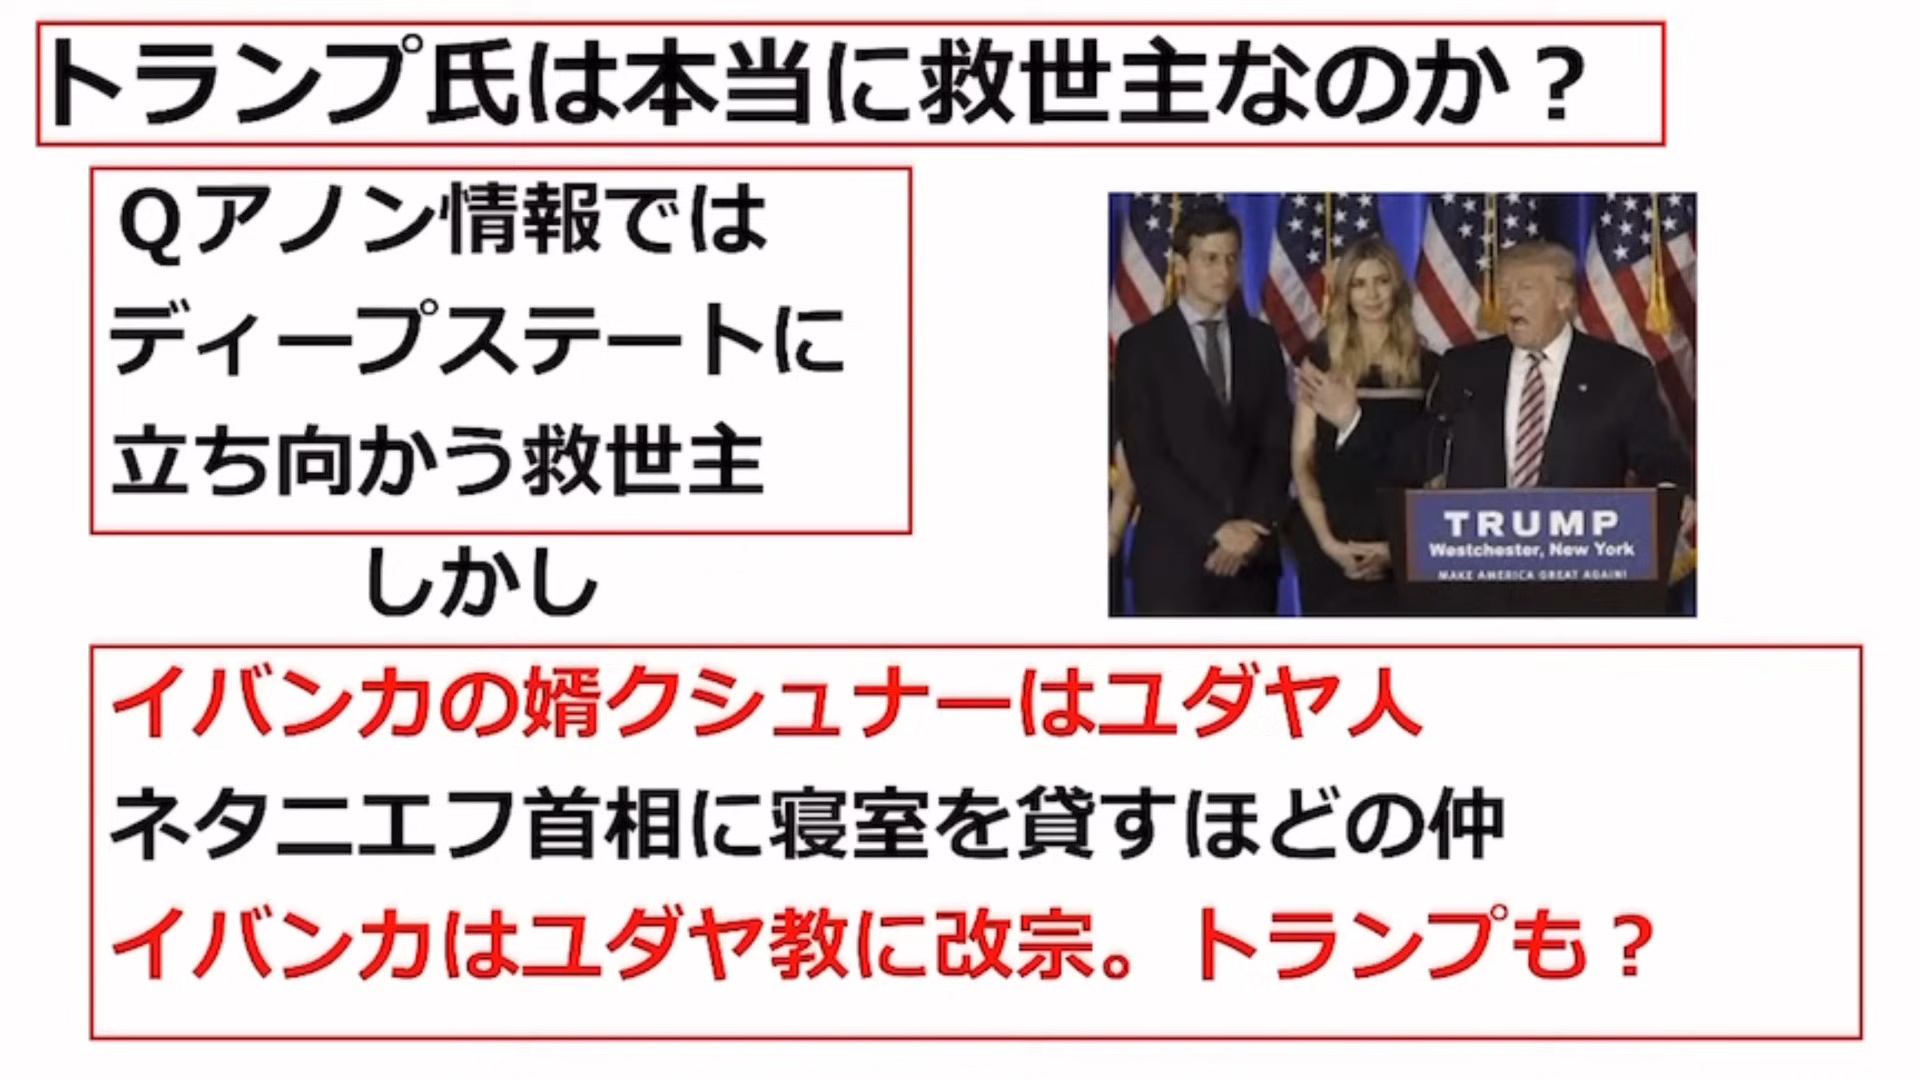 トランプ氏は本当に救世主なのか？
Ｑアノン情報では
ディープステートに
立ち向かう救世主
しかし
TRUMP
Westchester, New York
MAKE AMERICA GREAT AGAIN!
イバンカの婿クシュナーはユダヤ人
ネタニエフ首相に寝室を貸すほどの仲
イバンカはユダヤ教に改宗。トランプも？